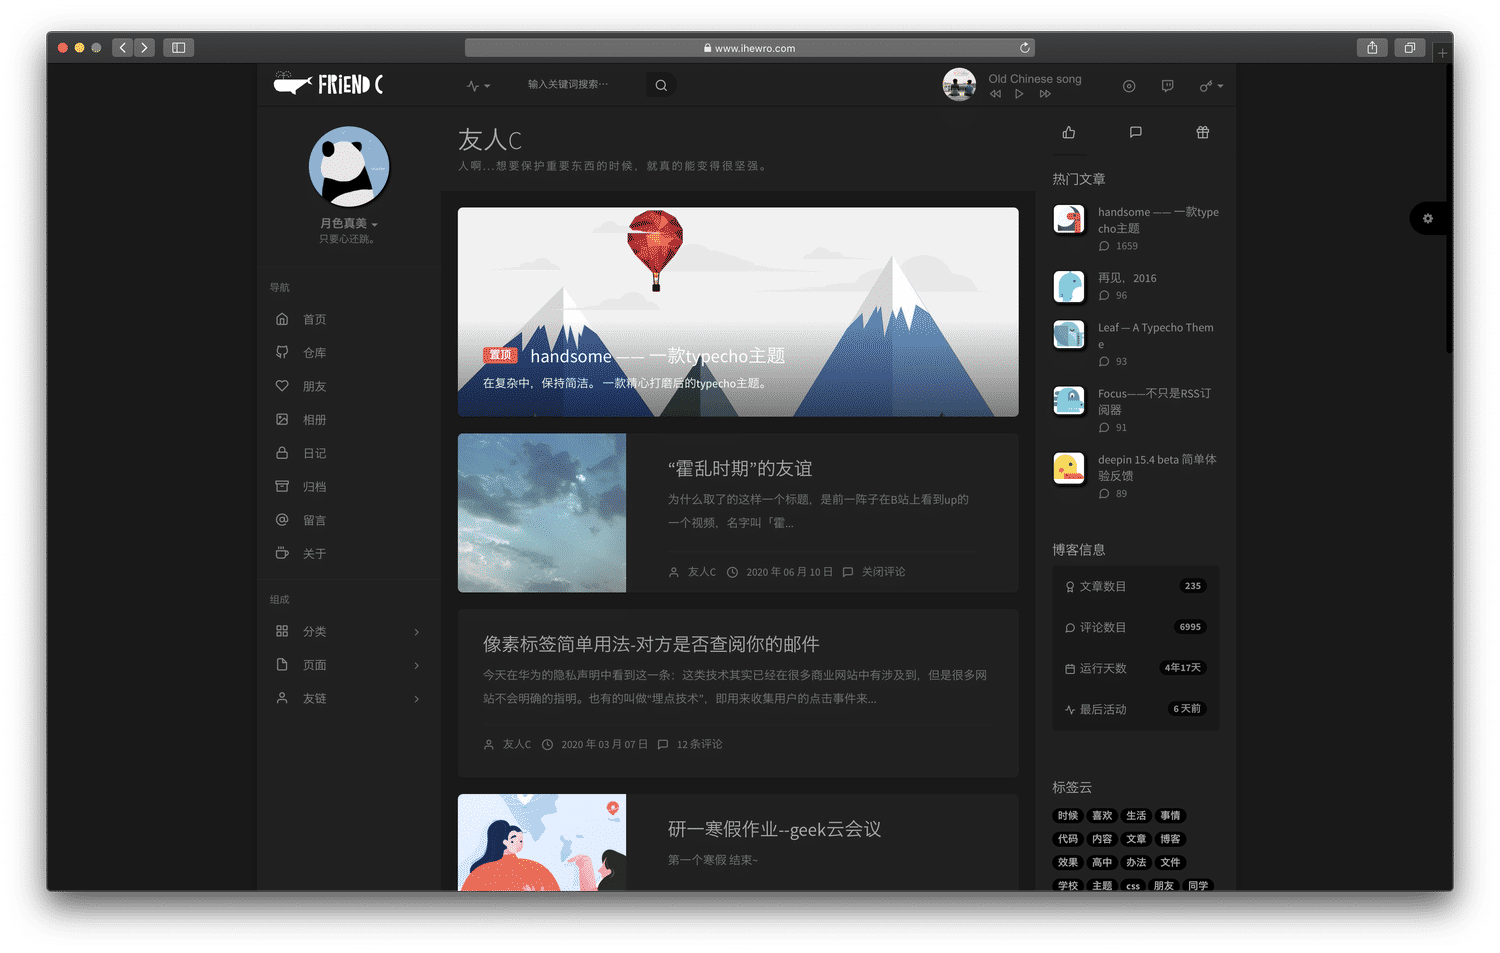 www.ihewro.com
FRIEND C
输入关键词搜索…
Old Chinese song
月色真美
只要心还跳。
导航
首页
仓库
朋友
相册
日记
归档
留言
关于
组成
分类
页面
友链
友人C
人啊...想要保护重要东西的时候，就真的能变得很坚强。
置顶 handsome —— 一款typecho主题
在复杂中，保持简洁。 一款精心打磨后的typecho主题。
“霍乱时期”的友谊
为什么取了的这样一个标题，是前一阵子在B站上看到up的
一个视频，名字叫「霍...
友人C 2020 年 06 月 10 日 关闭评论
像素标签简单用法-对方是否查阅你的邮件
今天在华为的隐私声明中看到这一条：这类技术其实已经在很多商业网站中有涉及到，但是很多网
站不会明确的指明。也有的叫做“埋点技术”，即用来收集用户的点击事件来...
友人C 2020 年 03 月 07 日 12 条评论
研一寒假作业--geek云会议
第一个寒假 结束~
热门文章
handsome —— 一款type
cho主题
1659
再见，2016
96
Leaf — A Typecho Them
e
93
Focus——不只是RSS订
阅器
91
deepin 15.4 beta 简单体
验反馈
89
博客信息
文章数目 235
评论数目 6995
运行天数 4年17天
最后活动 6 天前
标签云
时候 喜欢 生活 事情
代码 内容 文章 博客
效果 高中 办法 文件
学校 主题 css 朋友 同学